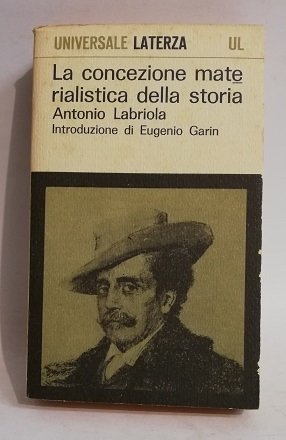 UNIVERSALE LATERZA UL
La concezione mate
rialistica della storia
Antonio Labriola
Introduzione di Eugenio Garin